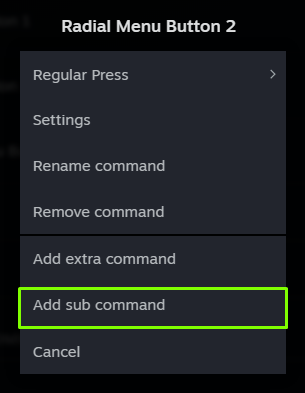 Radial Menu Button 2
Regular Press
Settings
Rename command
Remove command
Add extra command
Add sub command
Cancel